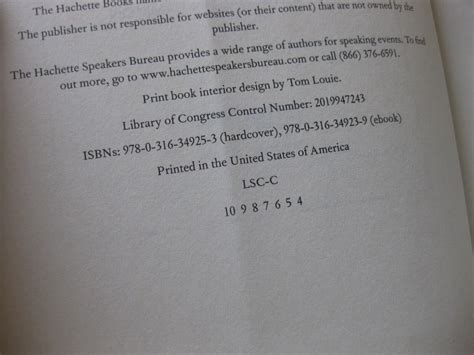 The Hachette Books
The publisher is not responsible for websites (or their content) that are not owned by the
publisher.
The Hachette Speakers Bureau provides a wide range of authors for speaking events. To find
out more, go to www.hachettespeakersbureau.com or call (866) 376-6591.
Print book interior design by Tom Louie.
Library of Congress Control Number: 2019947243
ISBNs: 978-0-316-34925-3 (hardcover), 978-0-316-34923-9 (ebook)
Printed in the United States of America
LSC-C
10 9 8 7 6 5 4